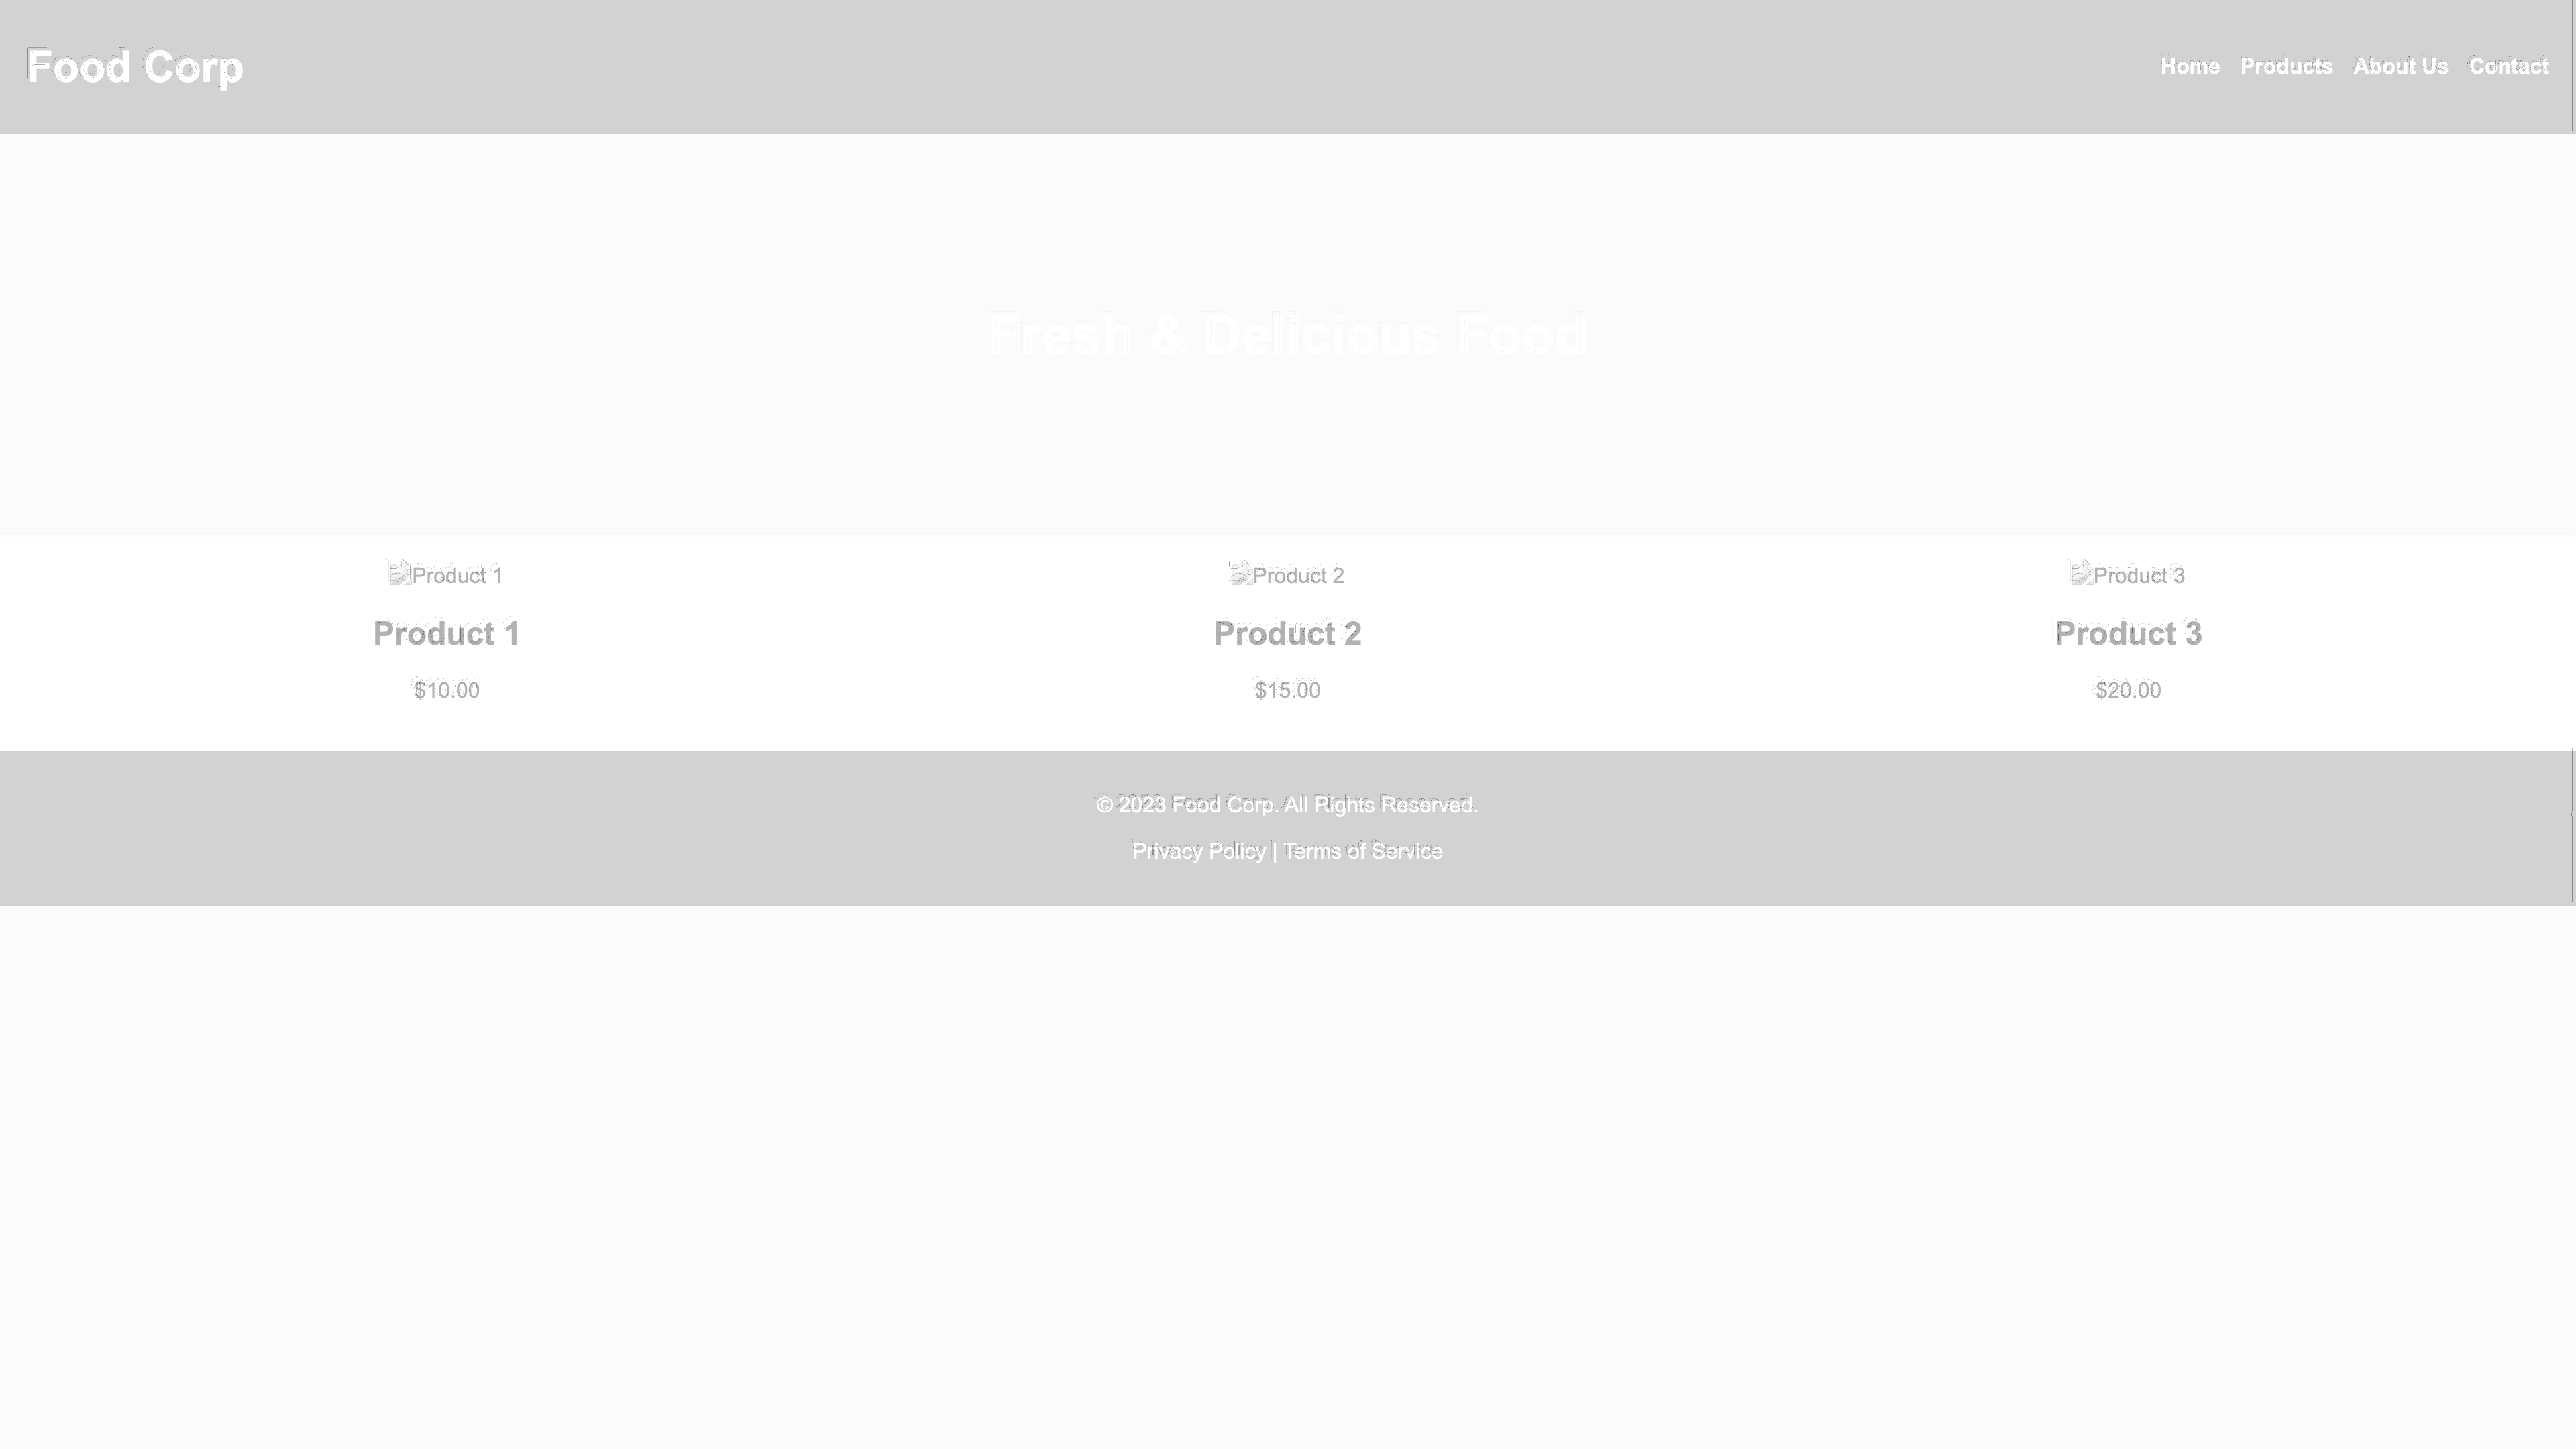 Food Corp
Home Products About Us Contact
Fresh & Delicious Food
Product 1 Product 2 Product 3
Product 1 Product 2 Product 3
$10.00 $15.00 $20.00
© 2023 Food Corp. All Rights Reserved.
Privacy Policy | Terms of Service